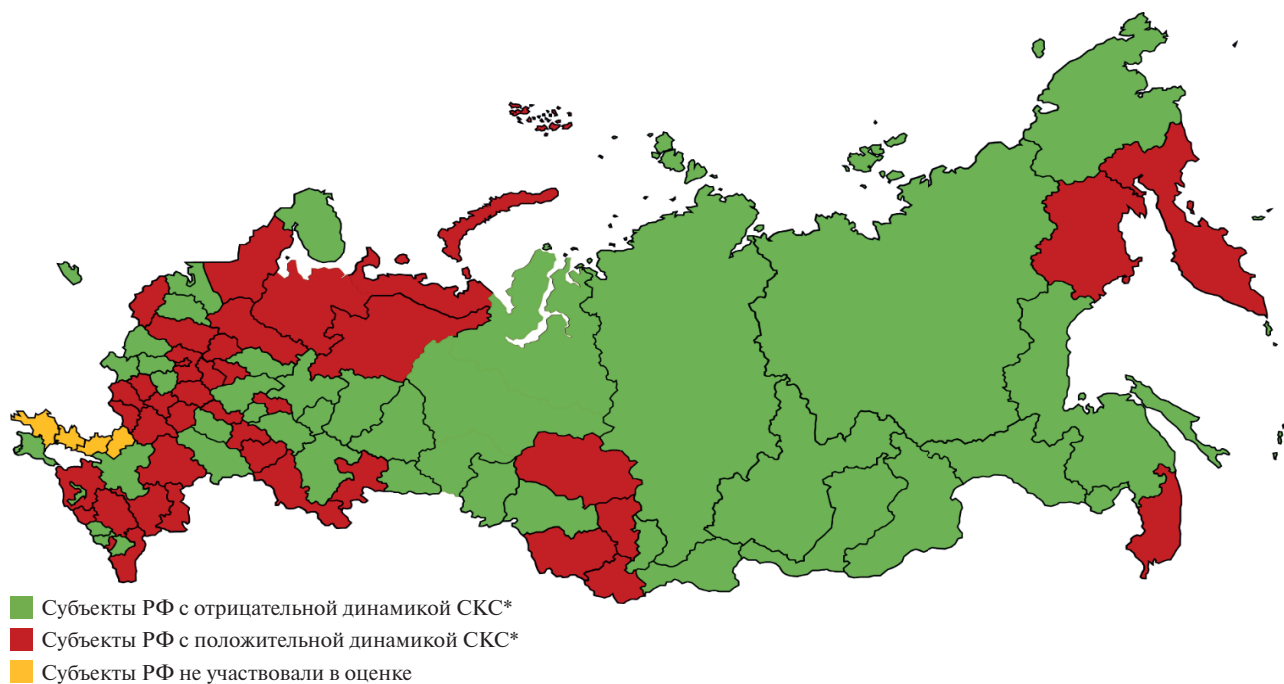 Субъекты РФ с отрицательной динамикой СКС*
Субъекты РФ с положительной динамикой СКС*
Субъекты РФ не участвовали в оценке